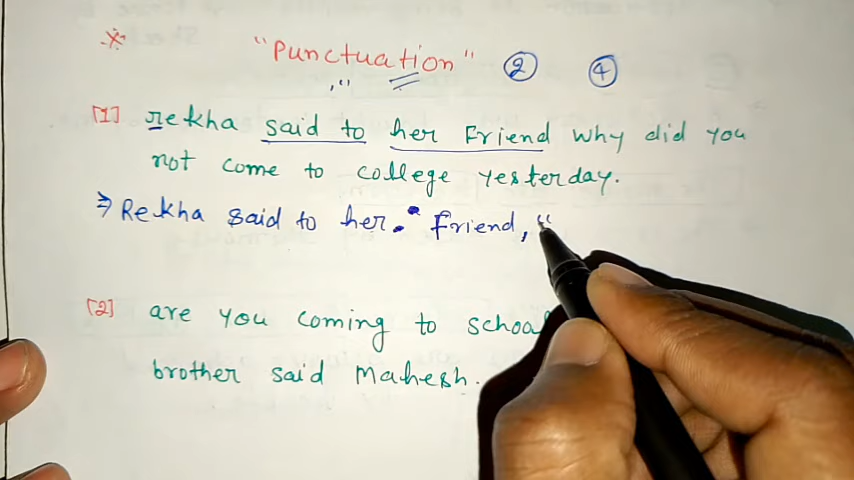 * "Punctuation" 2 4
,"
[1] rekha said to her Friend why did you
not come to college yesterday.
⇒ Rekha said to her. Friend, "
[2] are you coming to school
brother said Mahesh.